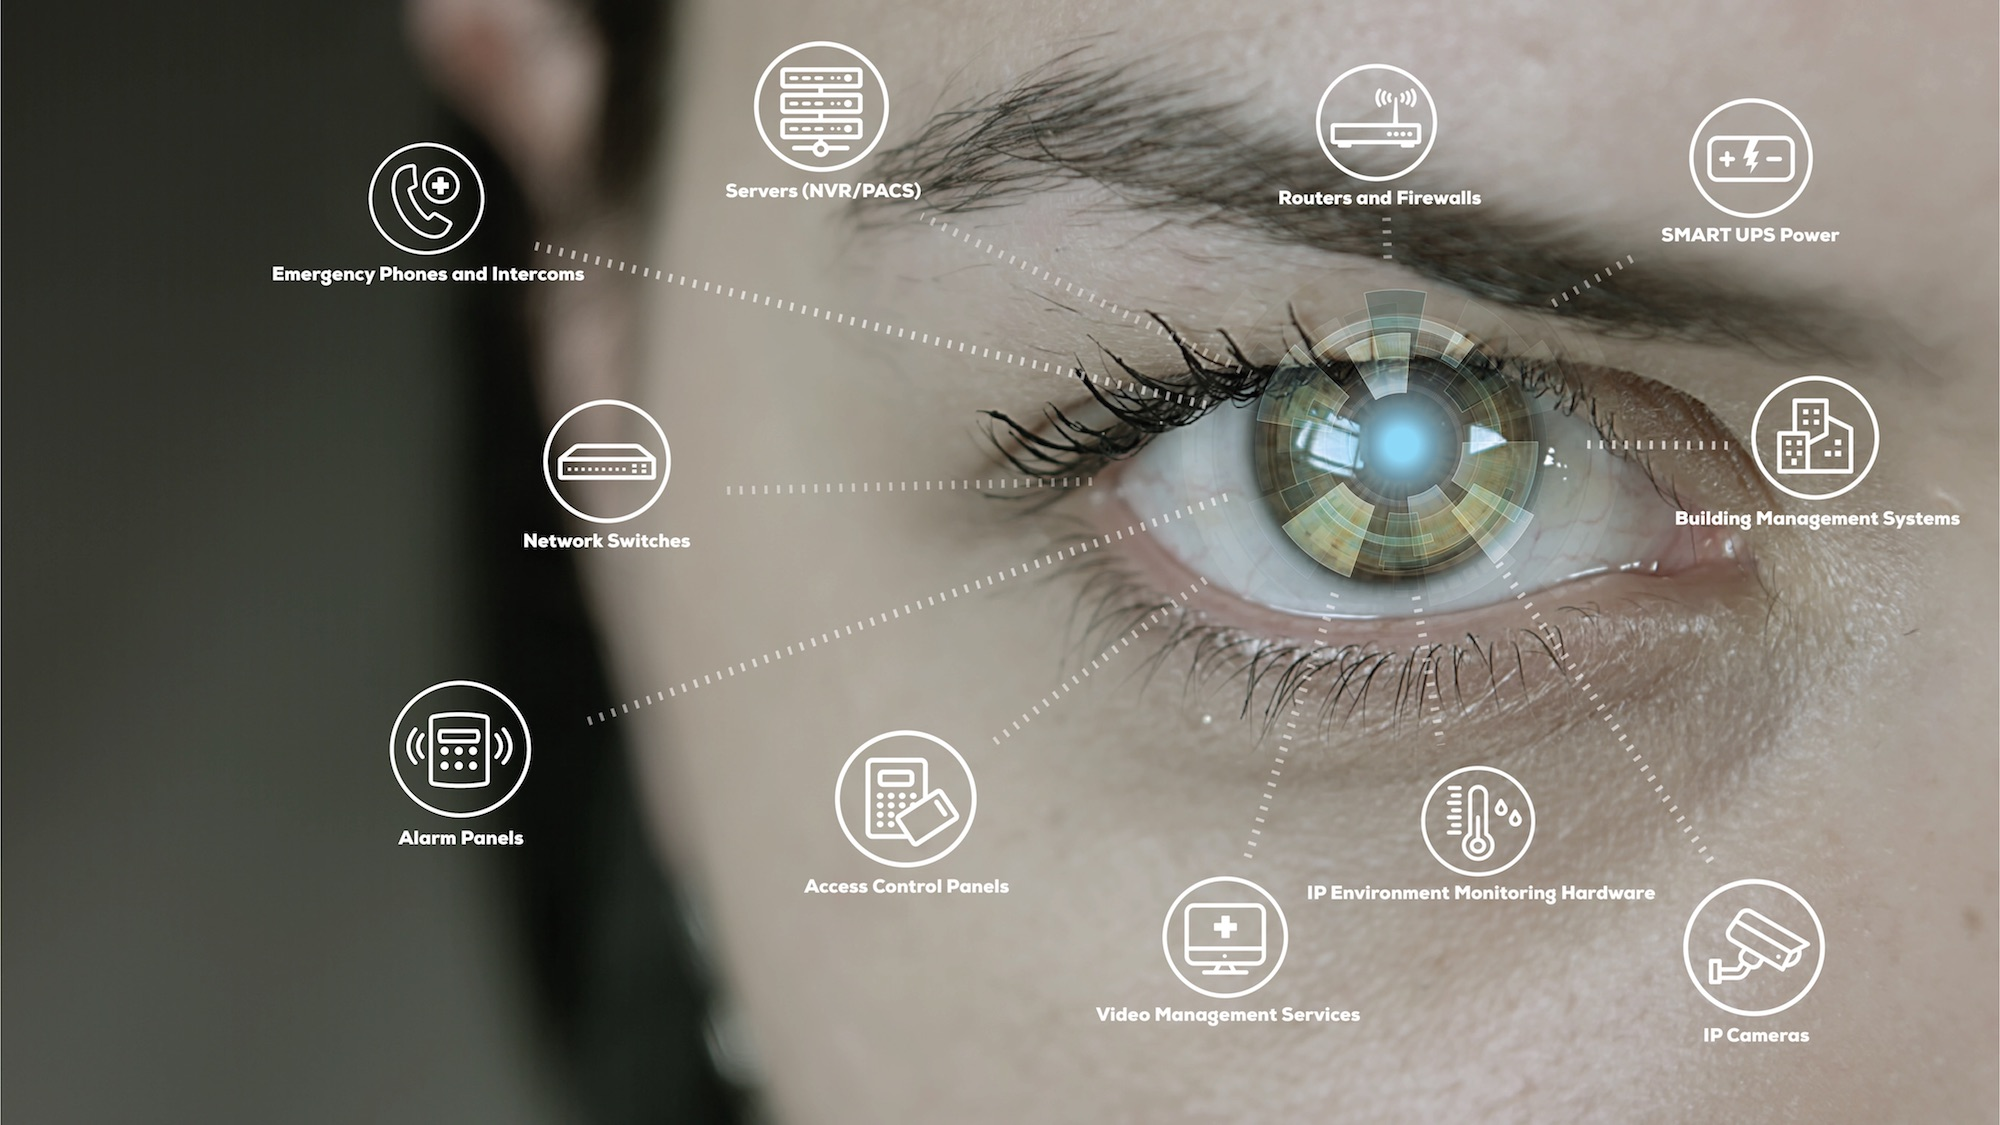 Servers (NVR/PACS)
Routers and Firewalls
SMART UPS Power
Emergency Phones and Intercoms
Building Management Systems
Network Switches
Alarm Panels
Access Control Panels
IP Environment Monitoring Hardware
Video Management Services
IP Cameras